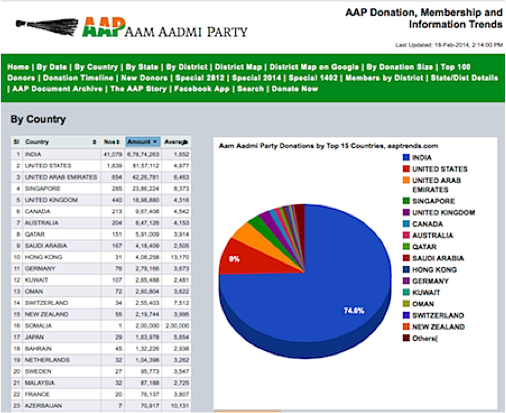 AAP AAM AADMI PARTY
AAP Donation, Membership and
Information Trends
Last Updated: 18-Feb-2014, 2:14:00 PM
Home | By Date | By Country | By State | By District | District Map | District Map on Google | By Donation Size | Top 100
Donors | Donation Timeline | New Donors | Special 2812 | Special 2014 | Special 1402 | Members by District | State/Dist Details
| AAP Document Archive | The AAP Story | Facebook App | Search | Donate Now
By Country
Sl Country Nos Amount Average
1 INDIA 41,079 6,78,74,263 1,652
2 UNITED STATES 1,639 81,57,112 4,977
3 UNITED ARAB EMIRATES 654 42,26,781 6,463
4 SINGAPORE 285 23,86,224 8,373
5 UNITED KINGDOM 440 18,98,880 4,316
6 CANADA 213 9,67,408 4,542
7 AUSTRALIA 204 8,47,126 4,153
8 QATAR 151 5,91,009 3,914
9 SAUDI ARABIA 167 4,18,409 2,505
10 HONG KONG 31 4,08,258 13,170
11 GERMANY 76 2,79,166 3,673
12 KUWAIT 107 2,65,488 2,481
13 OMAN 72 2,60,804 3,622
14 SWITZERLAND 34 2,55,403 7,512
15 NEW ZEALAND 55 2,19,744 3,995
16 SOMALIA 1 2,00,000 2,00,000
17 JAPAN 29 1,63,978 5,654
18 BAHRAIN 45 1,32,226 2,938
19 NETHERLANDS 32 1,04,398 3,262
20 SWEDEN 27 95,773 3,547
21 MALAYSIA 32 87,188 2,725
22 FRANCE 20 76,137 3,807
23 AZERBAIJAN 7 70,917 10,131
Aam Aadmi Party Donations by Top 15 Countries, aaptrends.com
74.6%
9%
INDIA
UNITED STATES
UNITED ARAB
EMIRATES
SINGAPORE
UNITED KINGDOM
CANADA
AUSTRALIA
QATAR
SAUDI ARABIA
HONG KONG
GERMANY
KUWAIT
OMAN
SWITZERLAND
NEW ZEALAND
Others(